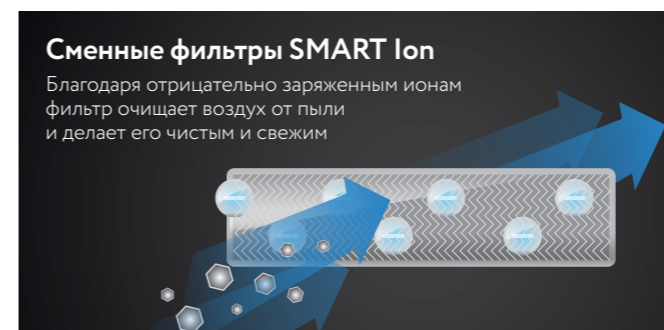 Сменные фильтры SMART Ion
Благодаря отрицательно заряженным ионам
фильтр очищает воздух от пыли
и делает его чистым и свежим